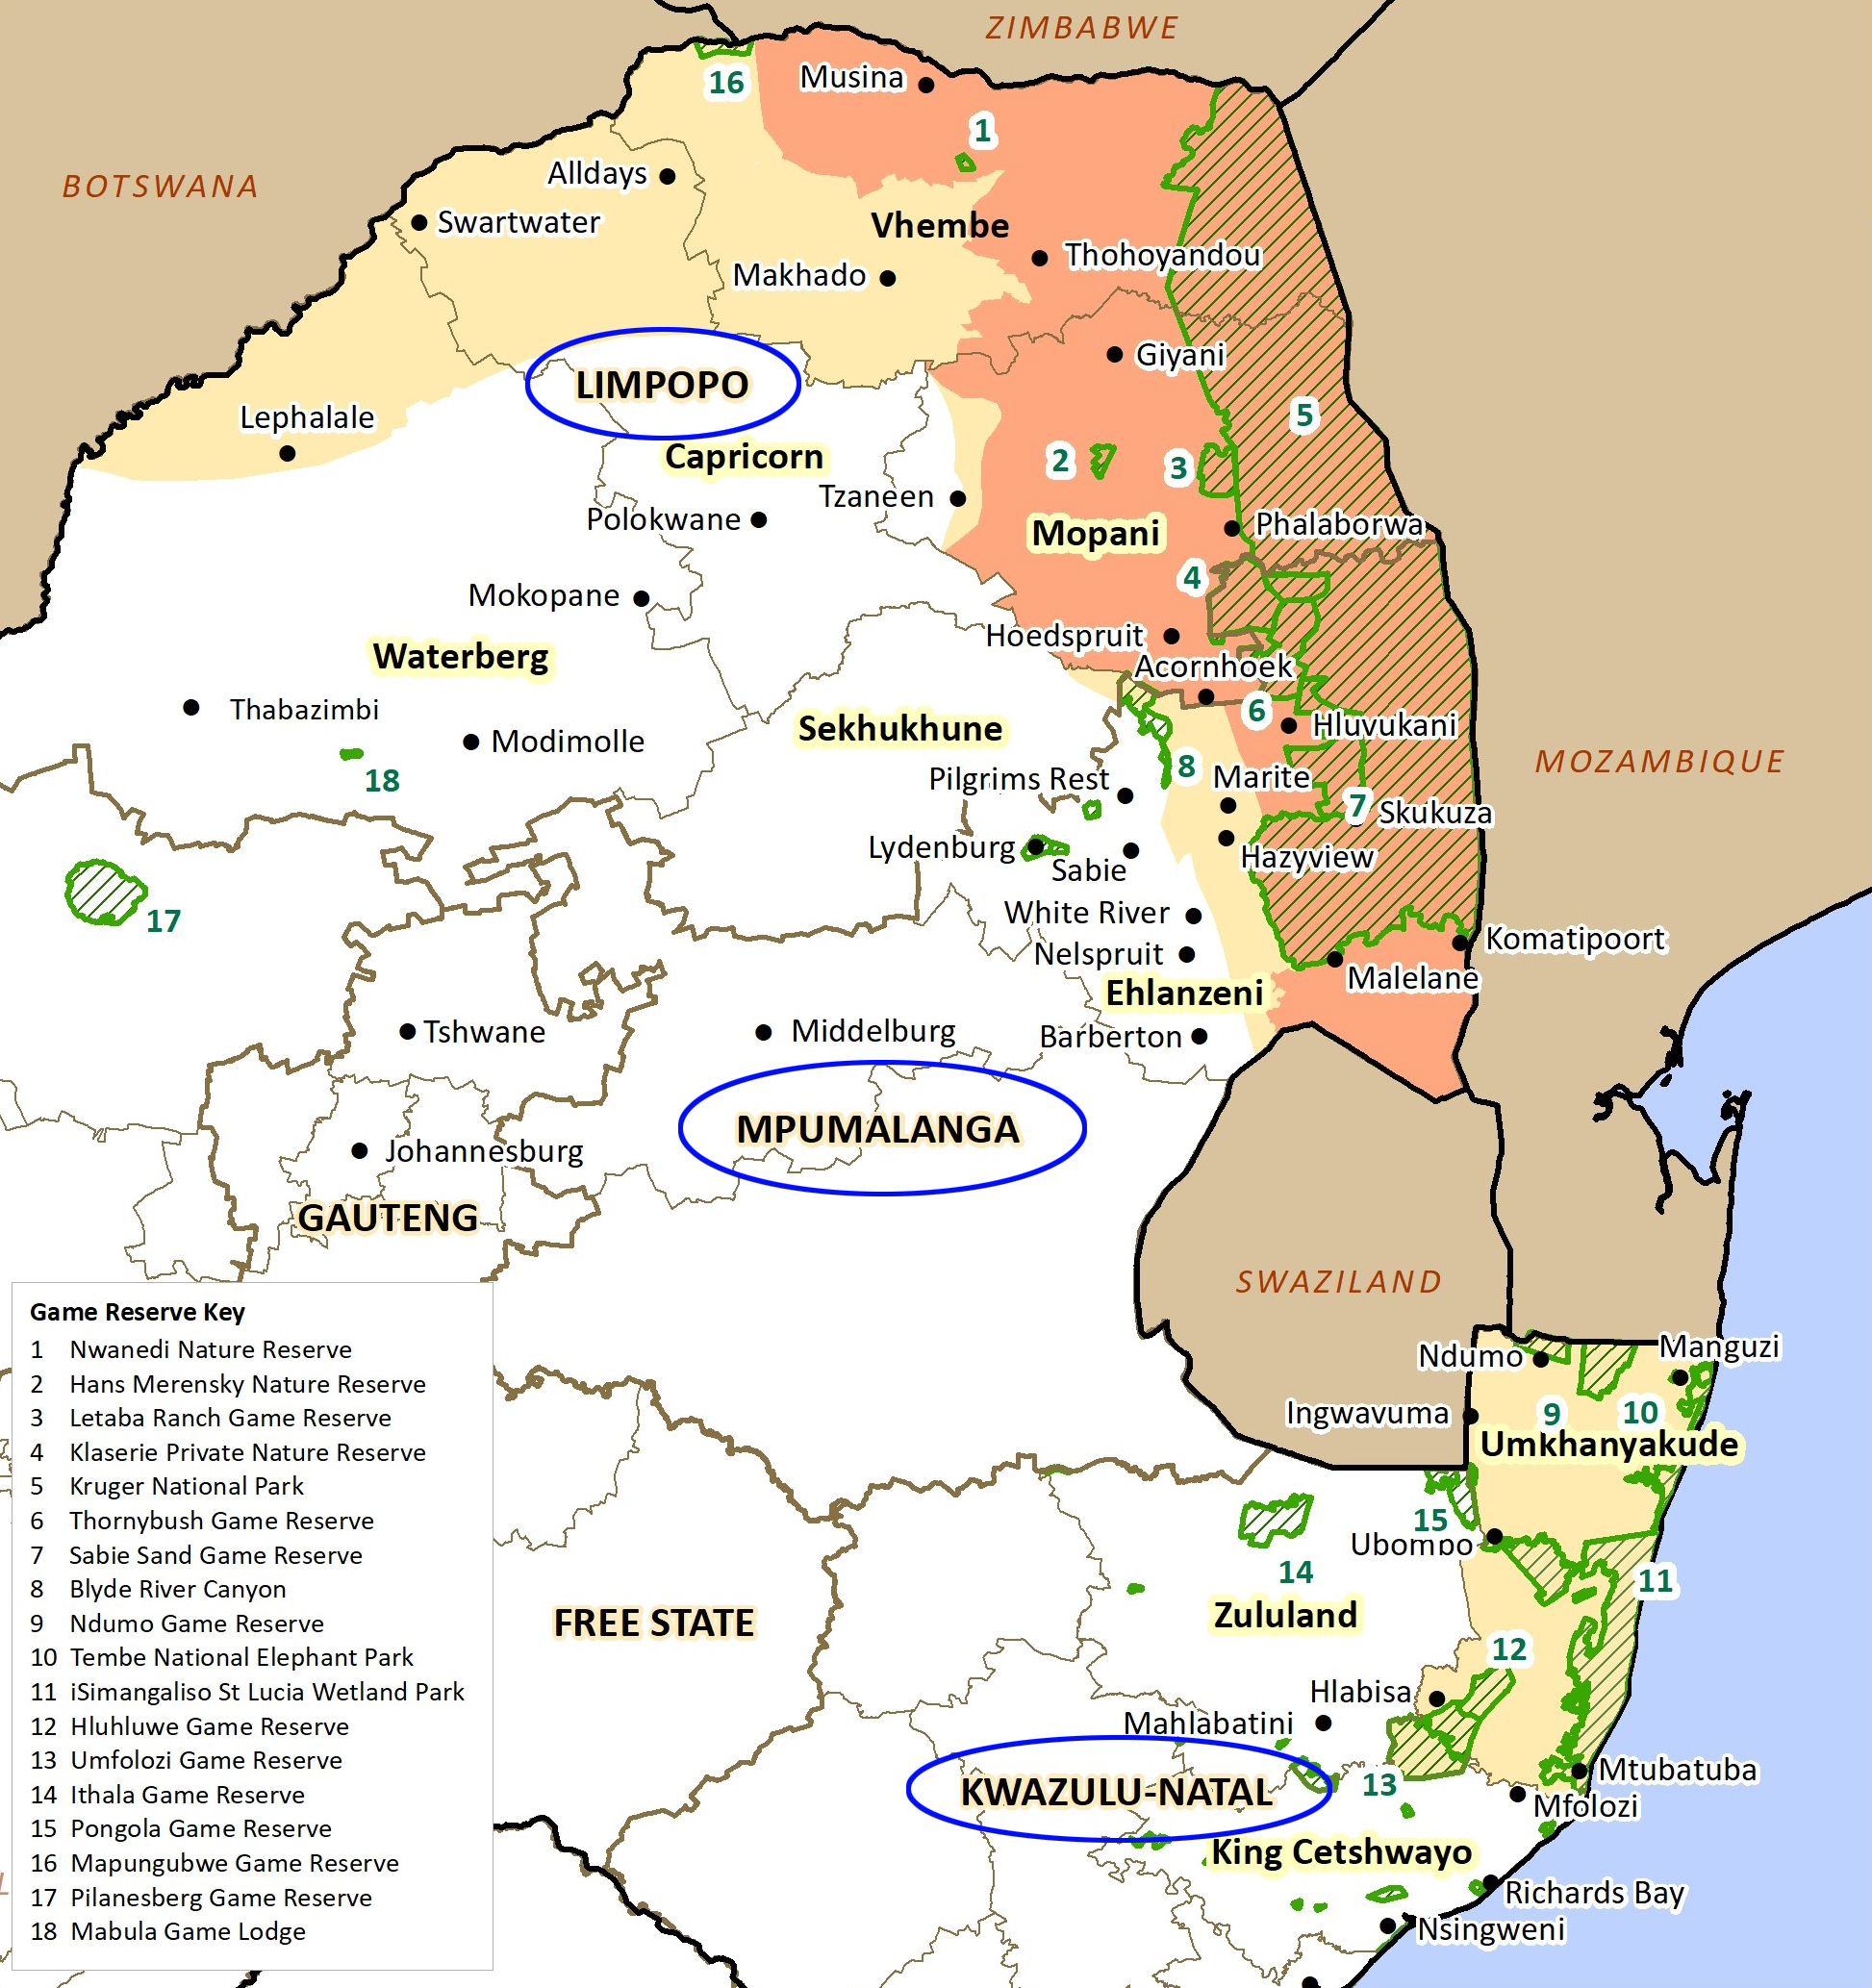 ZIMBABWE
Musina
16
1
BOTSWANA
Alldays
Swartwater
Vhembe
Thohoyandou
Makhado
Giyani
LIMPOPO
Lephalale
5
Capricorn
2
3
Tzaneen
Polokwane
Phalaborwa
Mopani
4
Mokopane
Hoedspruit
Waterberg
Acornhoek
Thabazimbi
6
Hluvukani
Sekhukhune
Modimolle
MOZAMBIQUE
18
8
Pilgrims Rest
Marite
7
Skukuza
Lydenburg
Hazyview
Sabie
17
White River
Komatipoort
Nelspruit
Malelane
Ehlanzeni
Tshwane
Middelburg
Barberton
MPUMALANGA
Johannesburg
GAUTENG
SWAZILAND
Ndumo
Manguzi
Ingwavuma
9
10
Umkhanyakude
15
Ubompo
14
11
Zululand
FREE STATE
12
Hlabisa
Mahlabatini
Mtubatuba
KWAZULU-NATAL
13
Mfolozi
King Cetshwayo
Richards Bay
Nsingweni
Game Reserve Key
1 Nwanedi Nature Reserve
2 Hans Merensky Nature Reserve
3 Letaba Ranch Game Reserve
4 Klaserie Private Nature Reserve
5 Kruger National Park
6 Thornybush Game Reserve
7 Sabie Sand Game Reserve
8 Blyde River Canyon
9 Ndumo Game Reserve
10 Tembe National Elephant Park
11 iSimangaliso St Lucia Wetland Park
12 Hluhluwe Game Reserve
13 Umfolozi Game Reserve
14 Ithala Game Reserve
15 Pongola Game Reserve
16 Mapungubwe Game Reserve
17 Pilanesberg Game Reserve
18 Mabula Game Lodge